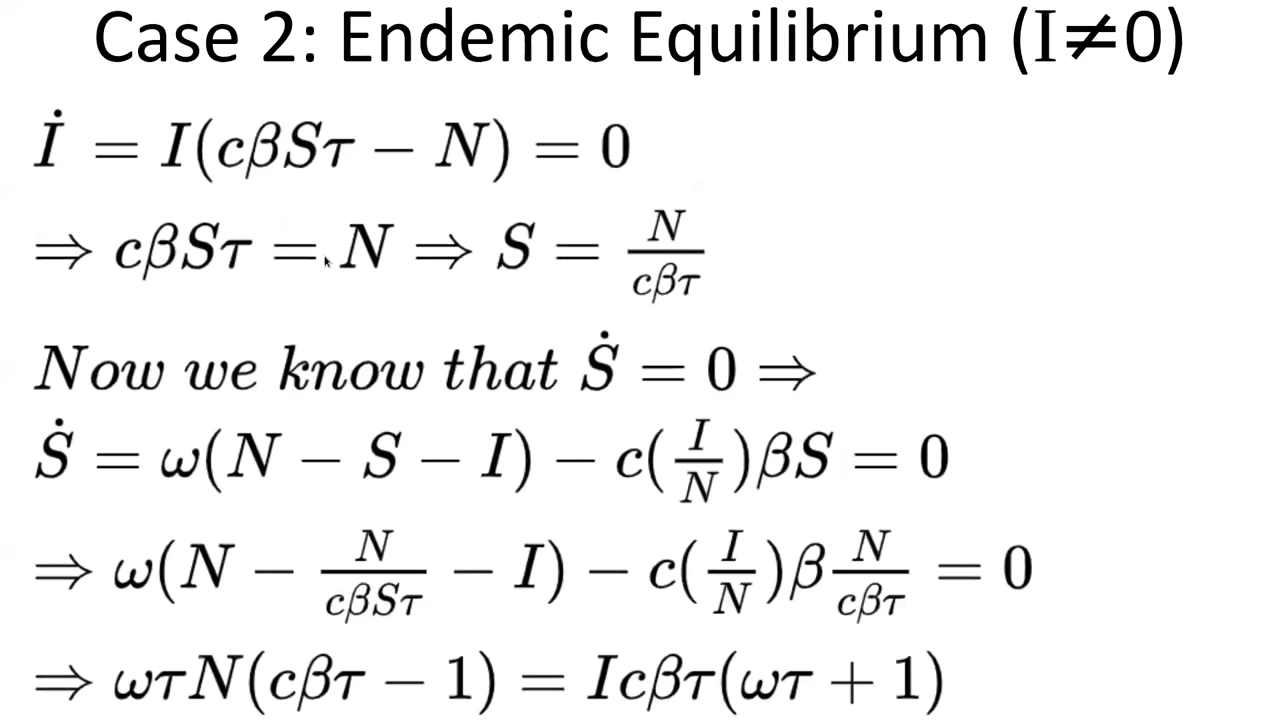 Case 2: Endemic Equilibrium (I≠0)
İ = I(cβSτ − N) = 0
⇒ cβSτ = N ⇒ S = N/cβτ
Now we know that Ṡ = 0 ⇒
Ṡ = ω(N − S − I) − c(I/N)βS = 0
⇒ ω(N − N/cβSτ − I) − c(I/N)β N/cβτ = 0
⇒ ωτN(cβτ − 1) = Icβτ(ωτ + 1)